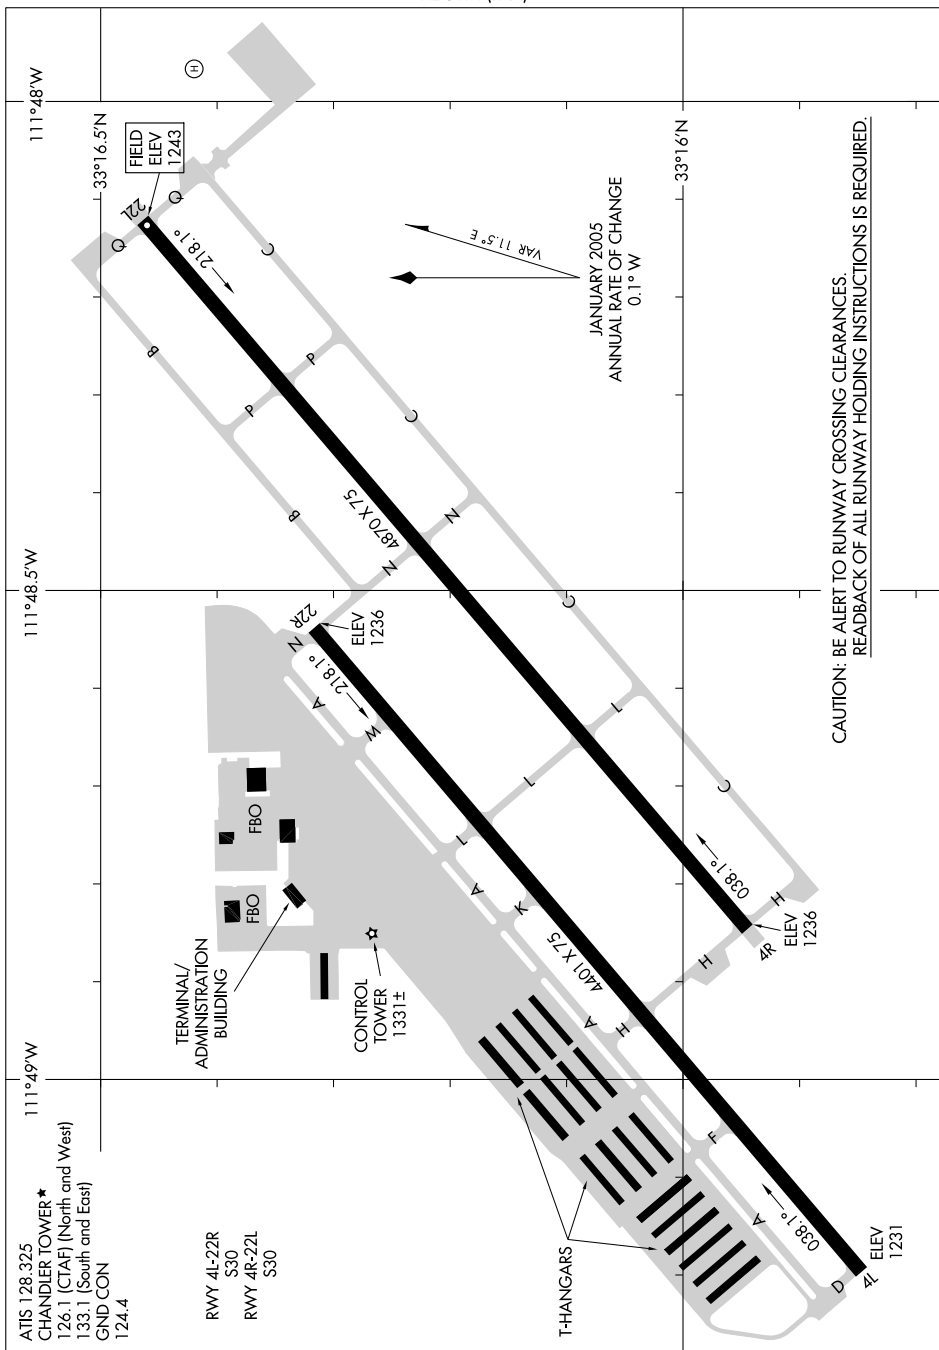 ATIS 128.325
CHANDLER TOWER★
126.1 (CTAF) (North and West)
133.1 (South and East)
GND CON
124.4
RWY 4L-22R
S30
RWY 4R-22L
S30
111°49'W
111°48.5'W
111°48'W
33°16.5'N
33°16'N
FIELD
ELEV
1243
22L
218.1°
Q
Q
B
B
P
P
C
C
C
C
N
N
N
4870 X 75
22R
ELEV
1236
218.1°
A
W
L
L
L
A
K
4401 X 75
A
H
H
H
038.1°
4R
ELEV
1236
F
A
038.1°
D
4L
ELEV
1231
FBO
FBO
TERMINAL/
ADMINISTRATION
BUILDING
CONTROL
TOWER
1331±
T-HANGARS
H
VAR 11.5° E
JANUARY 2005
ANNUAL RATE OF CHANGE
0.1° W
CAUTION: BE ALERT TO RUNWAY CROSSING CLEARANCES.
READBACK OF ALL RUNWAY HOLDING INSTRUCTIONS IS REQUIRED.